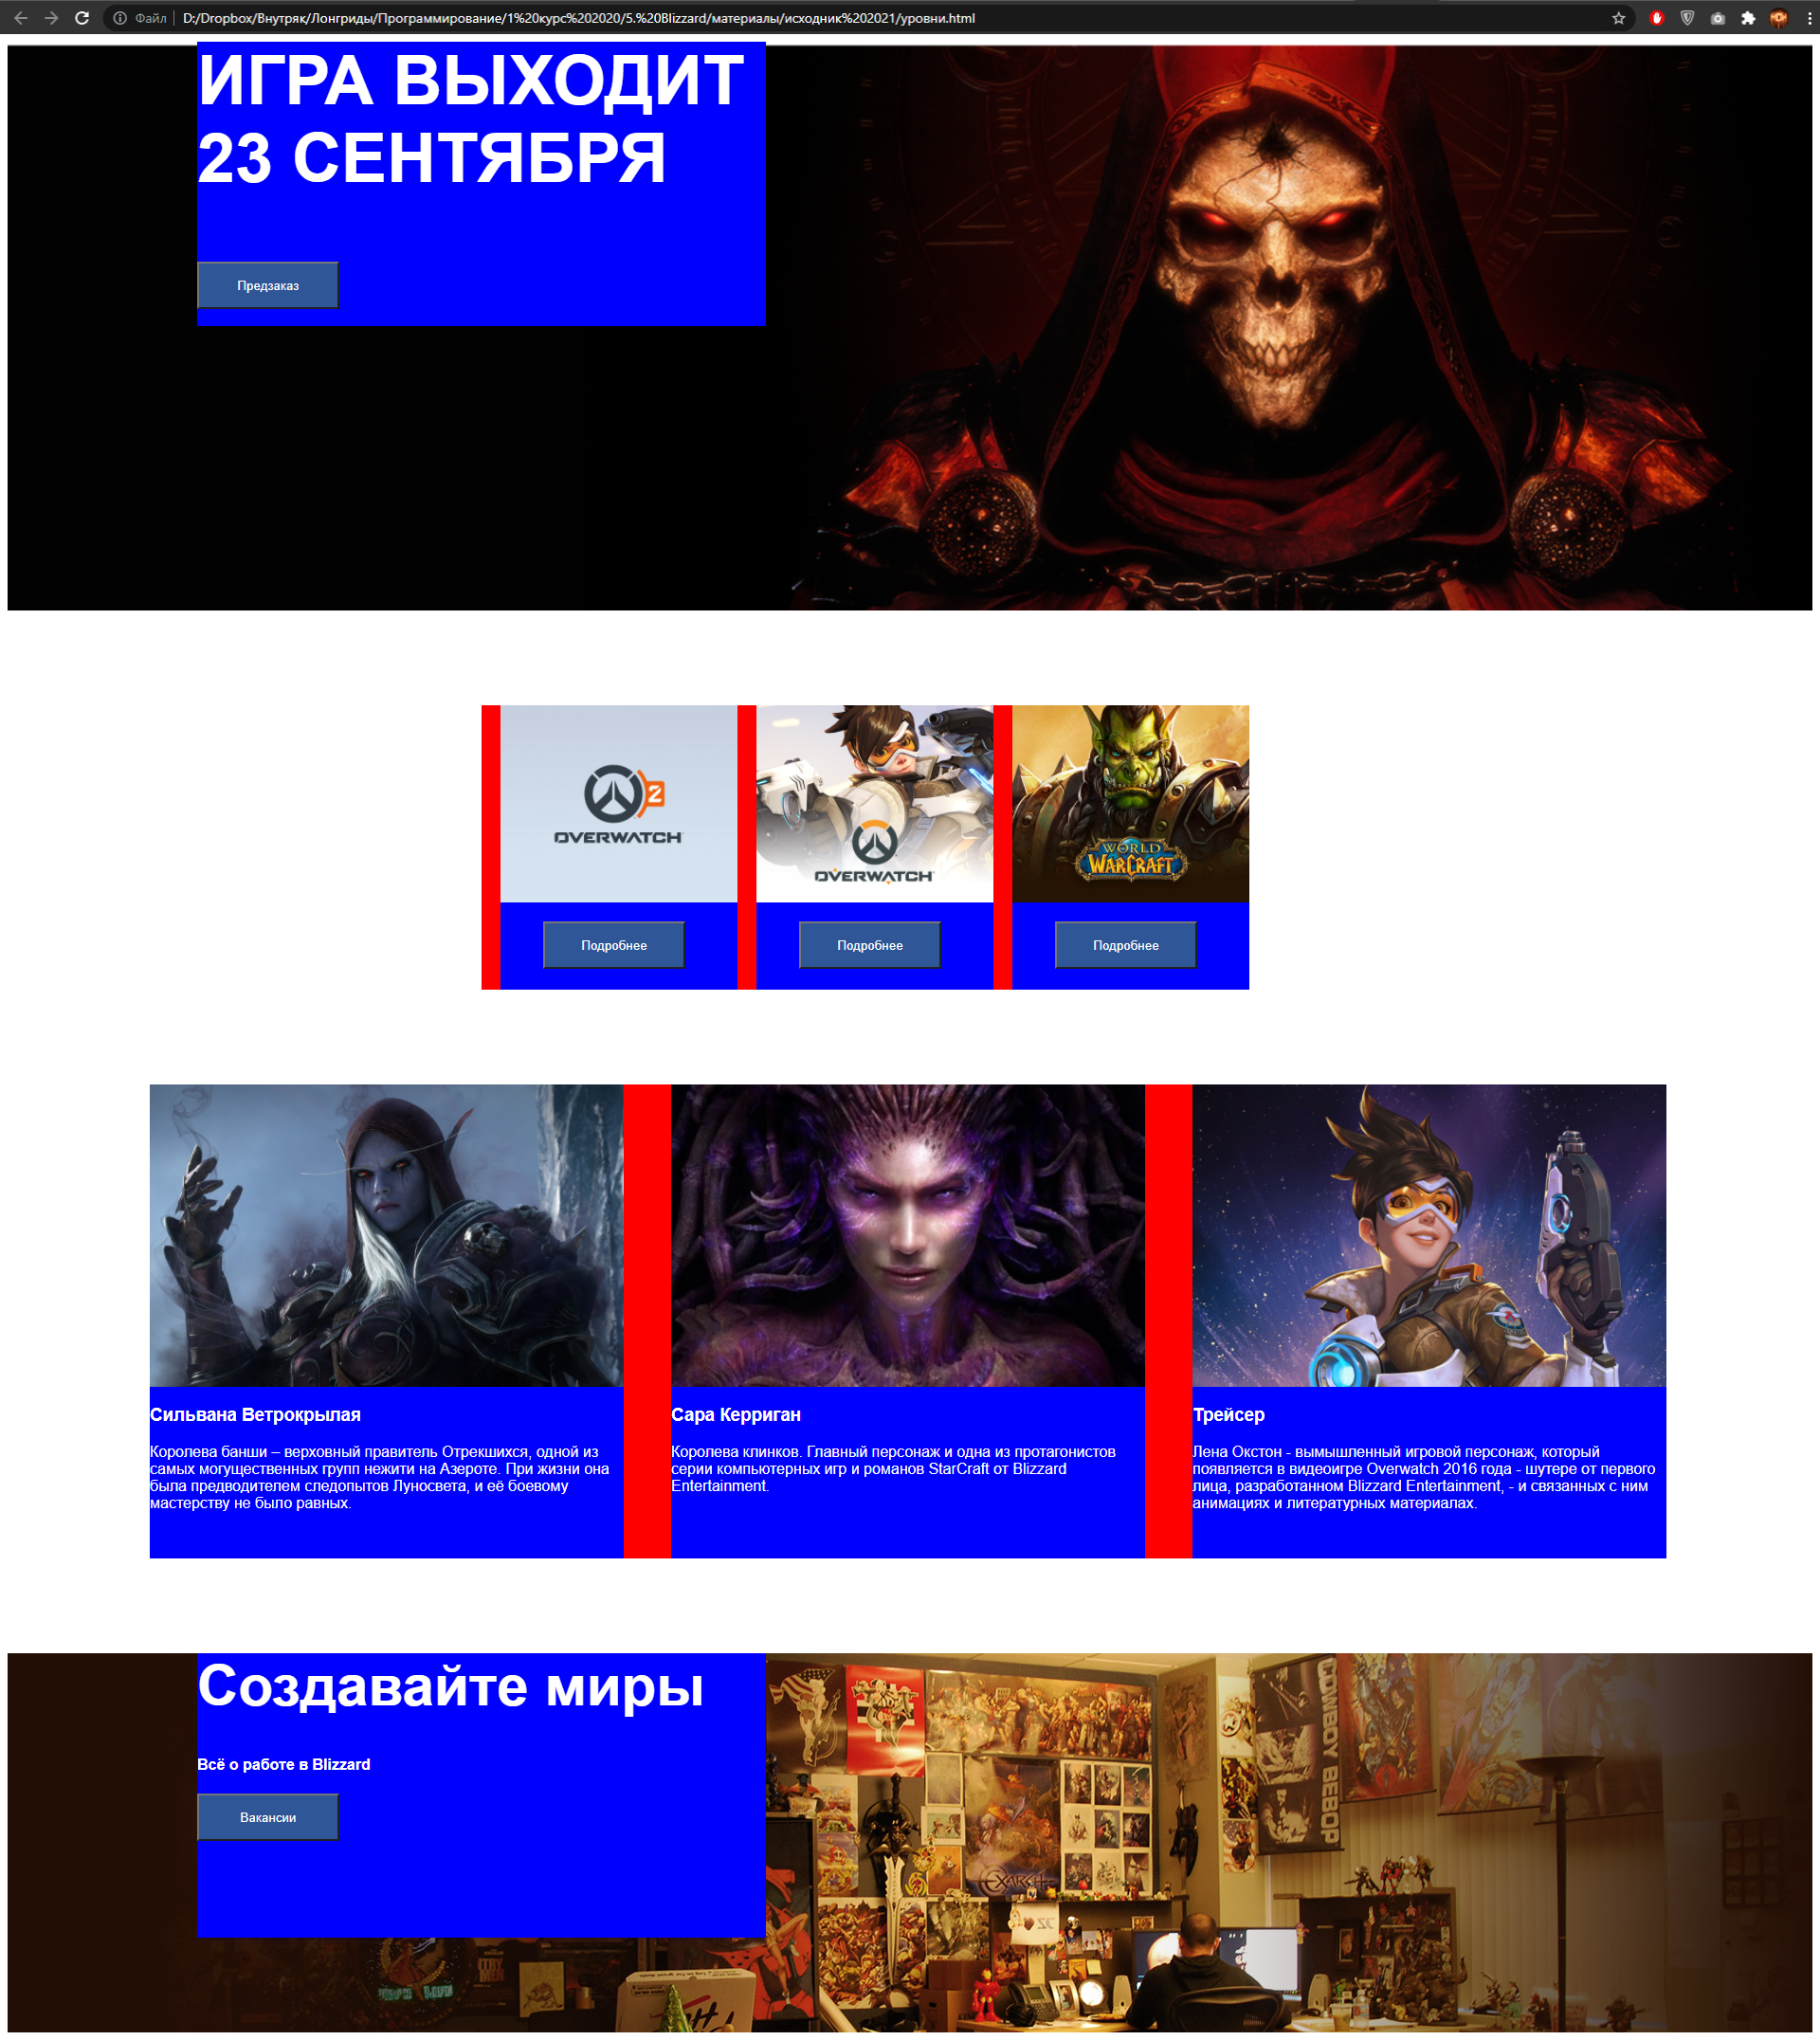 Файл | D:/Dropbox/Внутряк/Лонгриды/Программирование/1%20курс%202020/5.%20Blizzard/материалы/исходник%202021/уровни.html
ИГРА ВЫХОДИТ
23 СЕНТЯБРЯ
Предзаказ
2
OVERWATCH
OVERWATCH
WORLD
WARCRAFT
Подробнее
Подробнее
Подробнее
Сильвана Ветрокрылая
Королева банши – верховный правитель Отрекшихся, одной из
самых могущественных групп нежити на Азероте. При жизни она
была предводителем следопытов Луносвета, и её боевому
мастерству не было равных.
Сара Керриган
Королева клинков. Главный персонаж и одна из протагонистов
серии компьютерных игр и романов StarCraft от Blizzard
Entertainment.
Трейсер
Лена Окстон - вымышленный игровой персонаж, который
появляется в видеоигре Overwatch 2016 года - шутере от первого
лица, разработанном Blizzard Entertainment, - и связанных с ним
анимациях и литературных материалах.
Создавайте миры
Всё о работе в Blizzard
Вакансии
COWBOY BEBOP
EXARCH